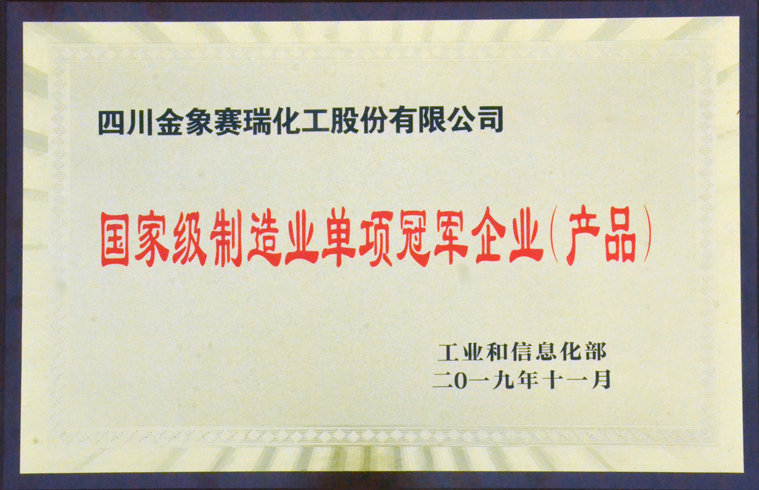 四川金象赛瑞化工股份有限公司
国家级制造业单项冠军企业(产品)
工业和信息化部
二0一九年十一月